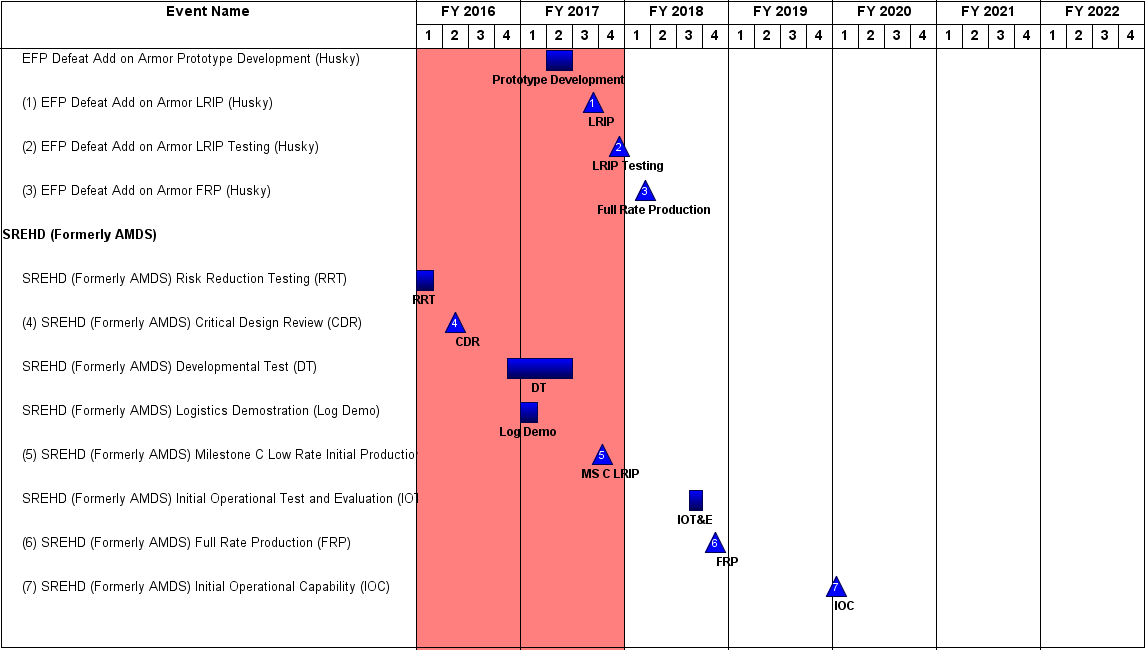 Event Name FY 2016 FY 2017 FY 2018 FY 2019 FY 2020 FY 2021 FY 2022
1 2 3 4 1 2 3 4 1 2 3 4 1 2 3 4 1 2 3 4 1 2 3 4 1 2 3 4
EFP Defeat Add on Armor Prototype Development (Husky)
Prototype Development
(1) EFP Defeat Add on Armor LRIP (Husky) 1
LRIP
(2) EFP Defeat Add on Armor LRIP Testing (Husky) 2
LRIP Testing
(3) EFP Defeat Add on Armor FRP (Husky) 3
Full Rate Production
SREHD (Formerly AMDS)
SREHD (Formerly AMDS) Risk Reduction Testing (RRT)
RRT
(4) SREHD (Formerly AMDS) Critical Design Review (CDR) 4
CDR
SREHD (Formerly AMDS) Developmental Test (DT)
DT
SREHD (Formerly AMDS) Logistics Demostration (Log Demo)
Log Demo
(5) SREHD (Formerly AMDS) Milestone C Low Rate Initial Productio 5
MS C LRIP
SREHD (Formerly AMDS) Initial Operational Test and Evaluation (IOT
IOT&E
(6) SREHD (Formerly AMDS) Full Rate Production (FRP) 6
FRP
(7) SREHD (Formerly AMDS) Initial Operational Capability (IOC) 7
IOC